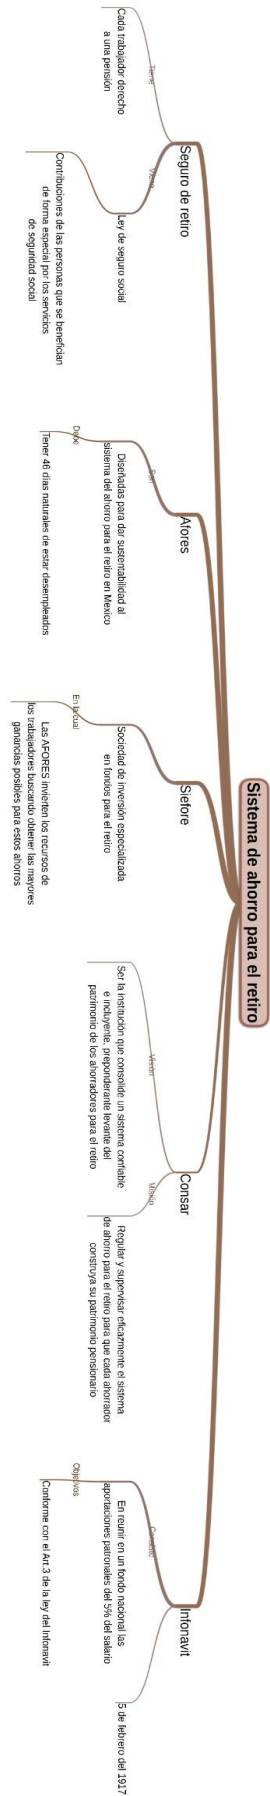 Sistema de ahorro para el retiro
Seguro de retiro
Tiene
Cada trabajador derecho
a una pensión
Viene
Ley de seguro social
Contribuciones de las personas que se benefician
de forma especial por los servicios
de seguridad social
Afores
Son
Diseñadas para dar sustentabilidad al
sistema del ahorro para el retiro en Mexico
Debe
Tener 46 dias naturales de estar desempleados
Siefore
Sociedad de inversión especializada
en fondos para el retiro
En la cual
Las AFORES invierten los recursos de
los trabajadores buscando obtener las mayores
ganancias posibles para estos ahorros
Consar
Visión
Ser la institución que consolide un sistema confiable
e incluyente, preponderante levante del
patrimonio de los ahorradores para el retiro
Misión
Regular y supervisar eficazmente el sistema
de ahorro para el retiro para que cada ahorrador
construya su patrimonio pensionario
Infonavit
Consiste
En reunir en un fondo nacional las
aportaciones patronales del 5% del salario
Objetivos
Conforme con el Art.3 de la ley del Infonavit
5 de febrero del 1917